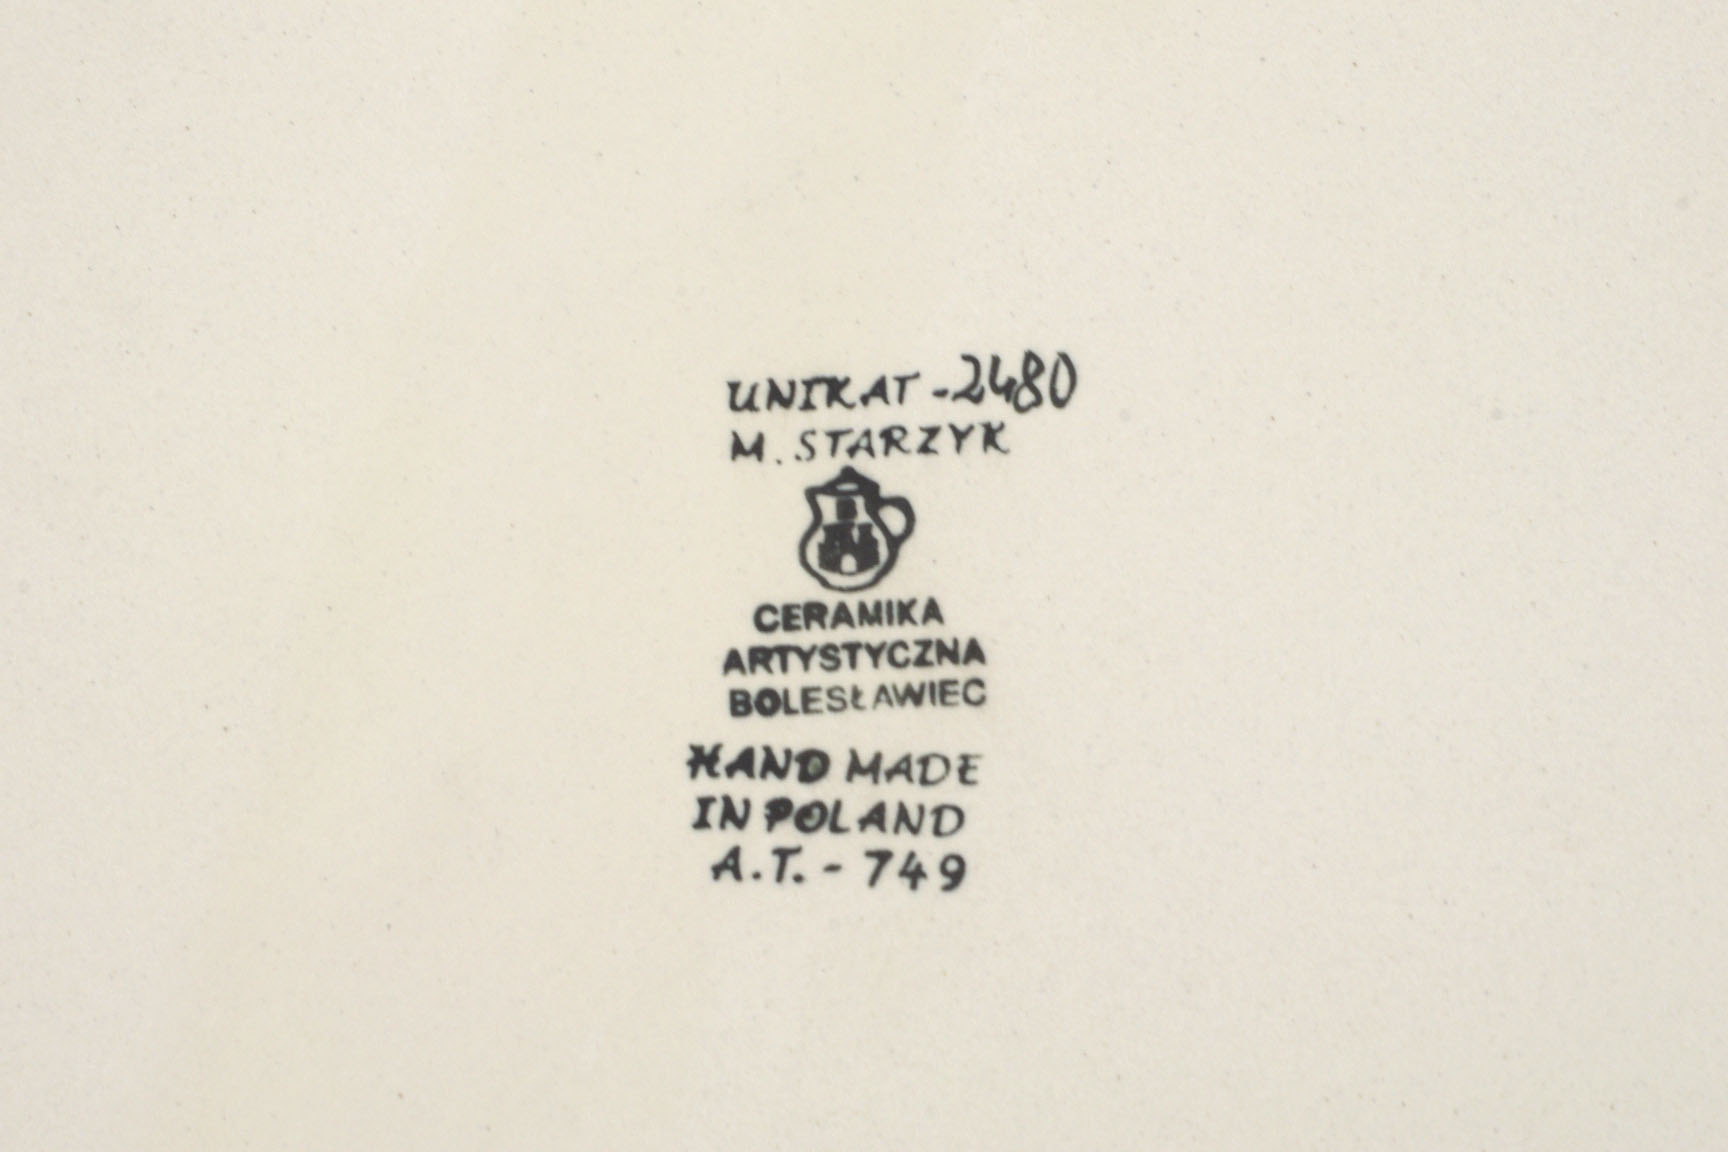 UNIKAT -2480
M. STARZYK
CERAMIKA
ARTYSTYCZNA
BOLESŁAWIEC
HAND MADE
IN POLAND
A.T. - 749